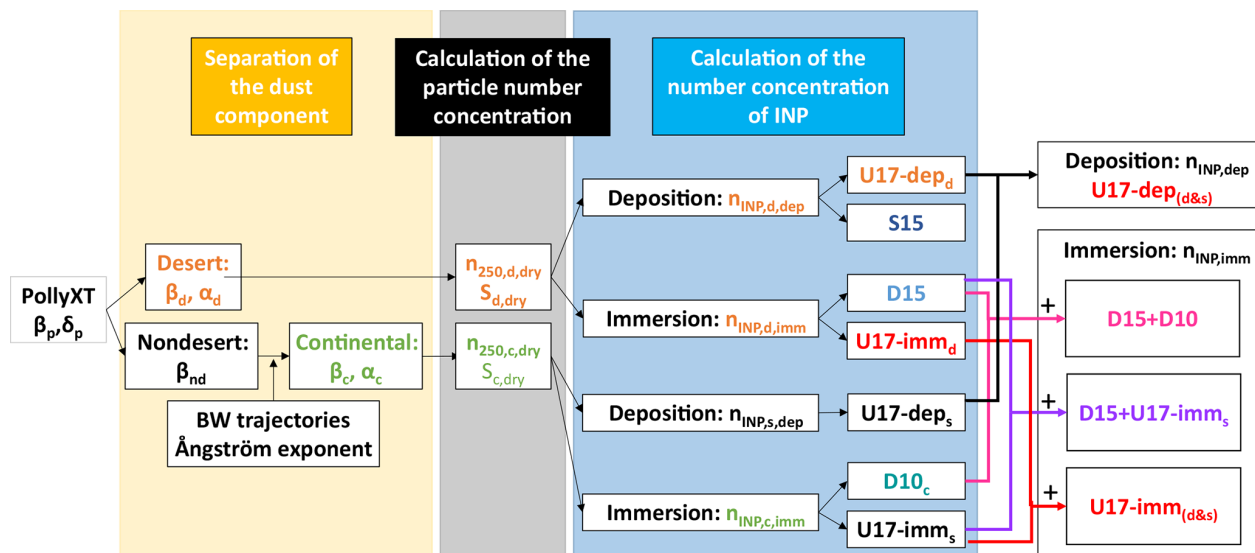 Separation of
the dust
component
Calculation of the
particle number
concentration
Calculation of the
number concentration
of INP
PollyXT
βp,δp
Desert:
βd, αd
Nondesert:
βnd
Continental:
βc, αc
BW trajectories
Ångström exponent
n250,d,dry
Sd,dry
n250,c,dry
Sc,dry
Deposition: nINP,d,dep
Immersion: nINP,d,imm
Deposition: nINP,s,dep
Immersion: nINP,c,imm
U17-depd
S15
D15
U17-immd
U17-deps
D10c
U17-imms
Deposition: nINP,dep
U17-dep(d&s)
Immersion: nINP,imm
+
D15+D10
+
D15+U17-imms
+
U17-imm(d&s)